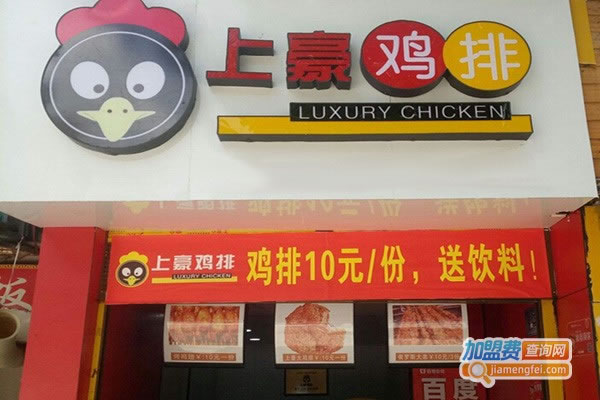 上豪鸡排
LUXURY CHICKEN
上豪鸡排
LUXURY CHICKEN
鸡排10元/份，送饮料！
饭
百度
加盟费查询网
jiamengfei.com